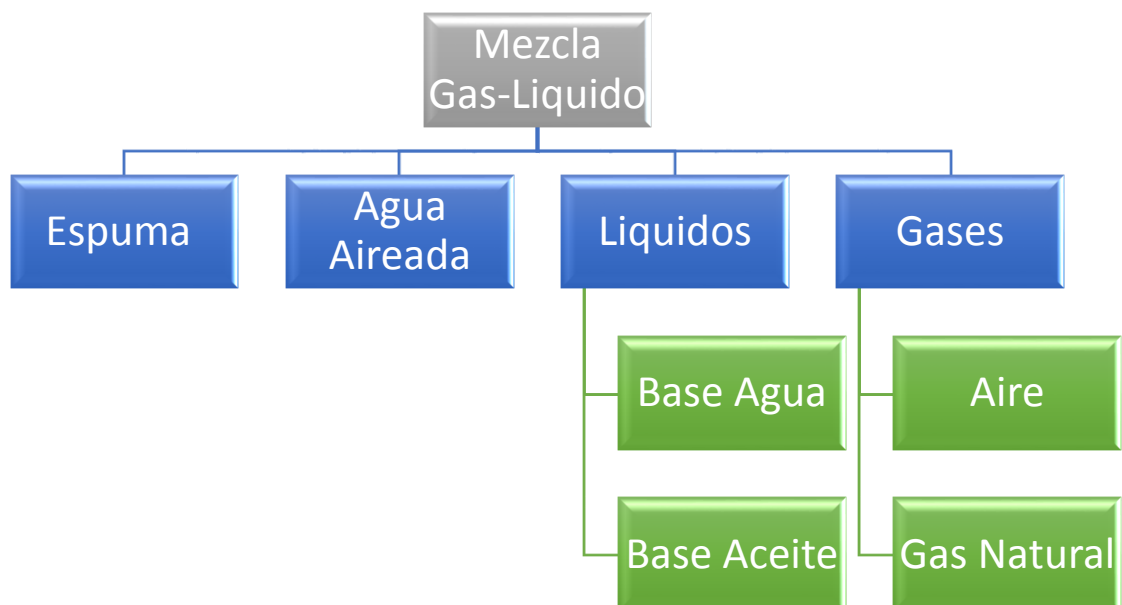 Mezcla
Gas-Liquido
Espuma
Agua
Aireada
Liquidos
Gases
Base Agua
Aire
Base Aceite
Gas Natural